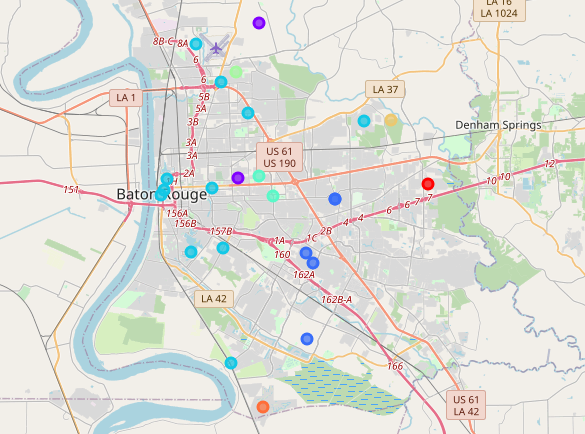 LA 16
LA 1024
8B-C
8A
6
6
5B
5A
3B
3A
3A
2A
LA 1
LA 37
Denham Springs
US 61
US 190
151
Baton Rouge
156A
156B
157B
1A
1C
2B
4
4
6
6
7
7
10
10
12
160
162A
LA 42
162B-A
166
US 61
LA 42